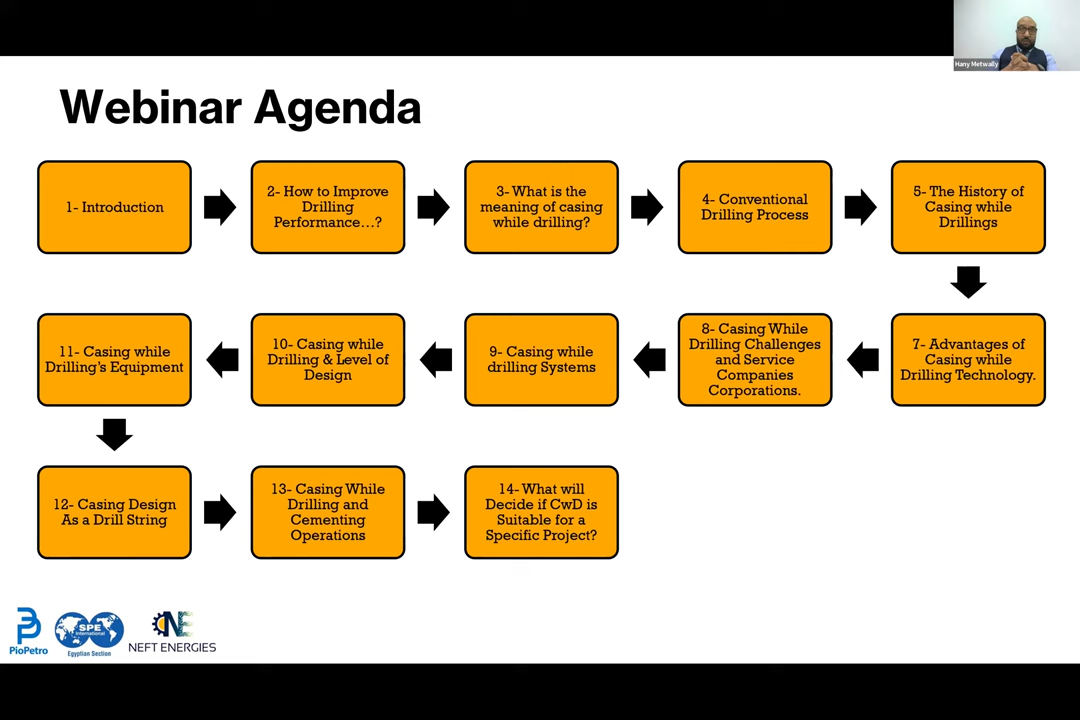 Hany Metwally
Webinar Agenda
1- Introduction
2- How to Improve
Drilling
Performance…?
3- What is the
meaning of casing
while drilling?
4- Conventional
Drilling Process
5- The History of
Casing while
Drillings
7- Advantages of
Casing while
Drilling Technology.
8- Casing While
Drilling Challenges
and Service
Companies
Corporations.
9- Casing while
drilling Systems
10- Casing while
Drilling & Level of
Design
11- Casing while
Drilling's Equipment
12- Casing Design
As a Drill String
13- Casing While
Drilling and
Cementing
Operations
14- What will
Decide if CwD is
Suitable for a
Specific Project?
PioPetro
SPE
International
Egyptian Section
NE
NEFT ENERGIES